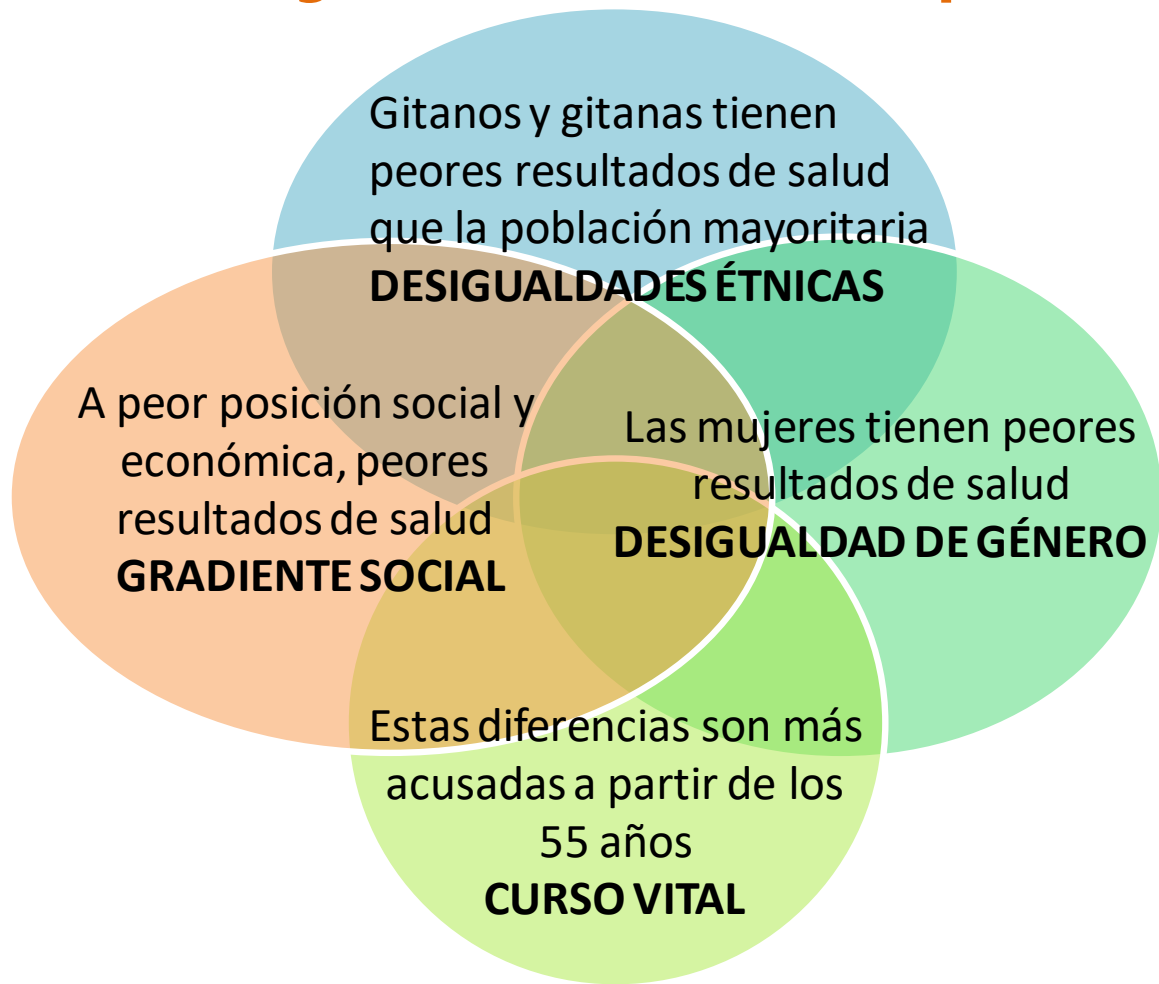 Gitanos y gitanas tienen
peores resultados de salud
que la población mayoritaria
DESIGUALDADES ÉTNICAS
A peor posición social y
económica, peores
resultados de salud
GRADIENTE SOCIAL
Las mujeres tienen peores
resultados de salud
DESIGUALDAD DE GÉNERO
Estas diferencias son más
acusadas a partir de los
55 años
CURSO VITAL